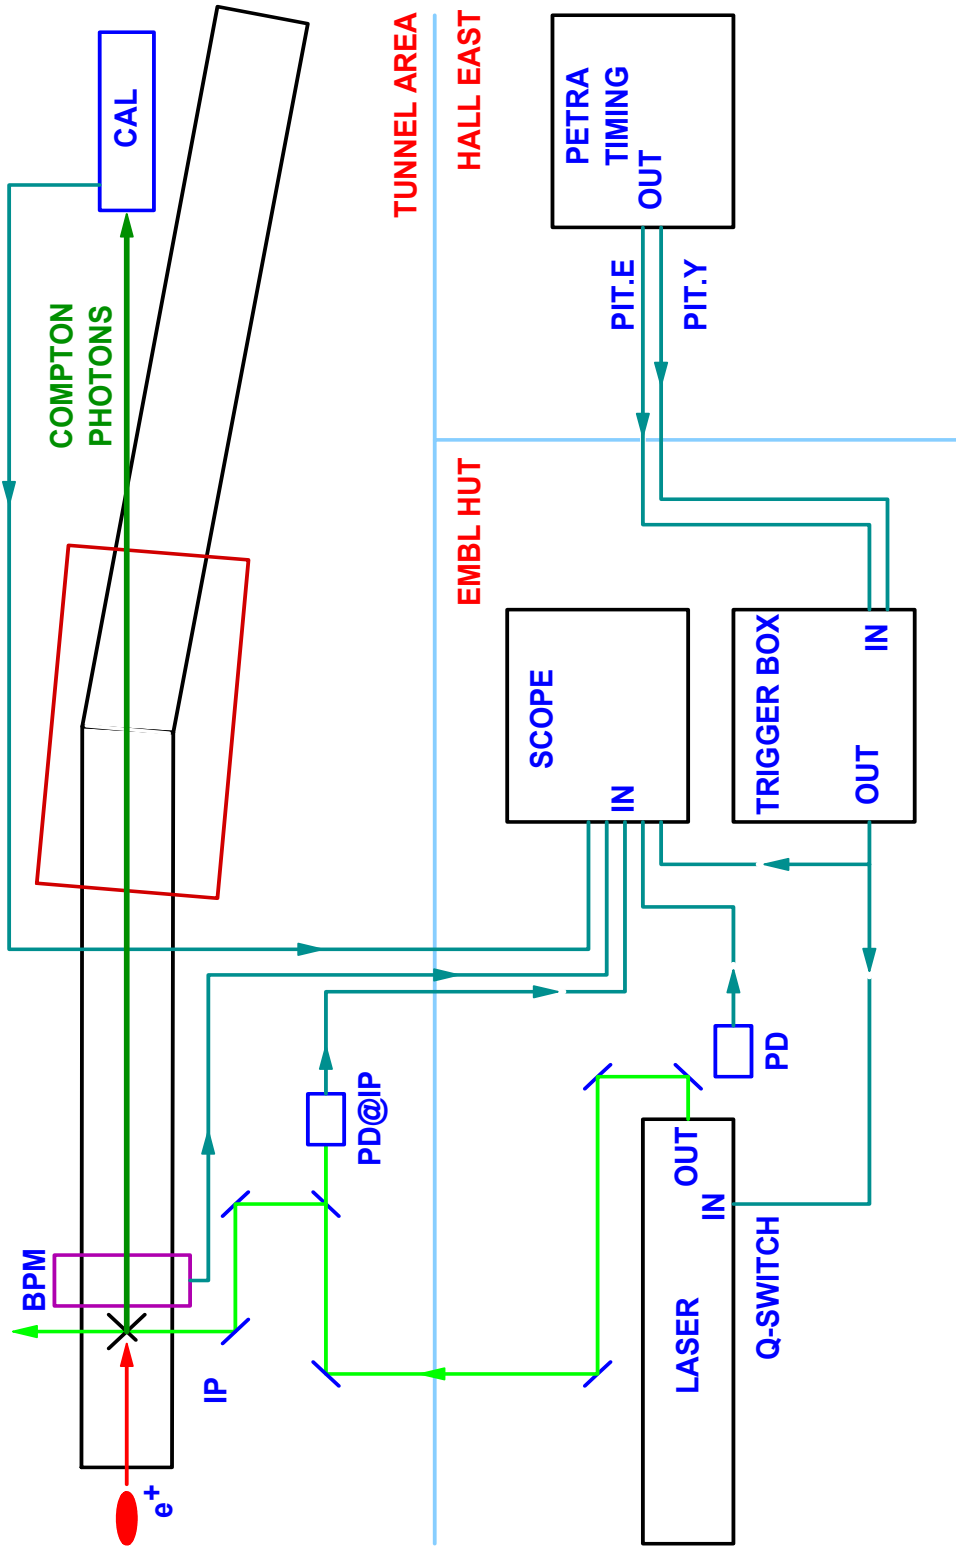 CAL
COMPTON
PHOTONS
BPM
IP
e+
PD@IP
TUNNEL AREA
HALL EAST
EMBL HUT
PETRA
TIMING
OUT
PIT.E
PIT.Y
SCOPE
IN
TRIGGER BOX
IN
OUT
PD
LASER
OUT
IN
Q-SWITCH